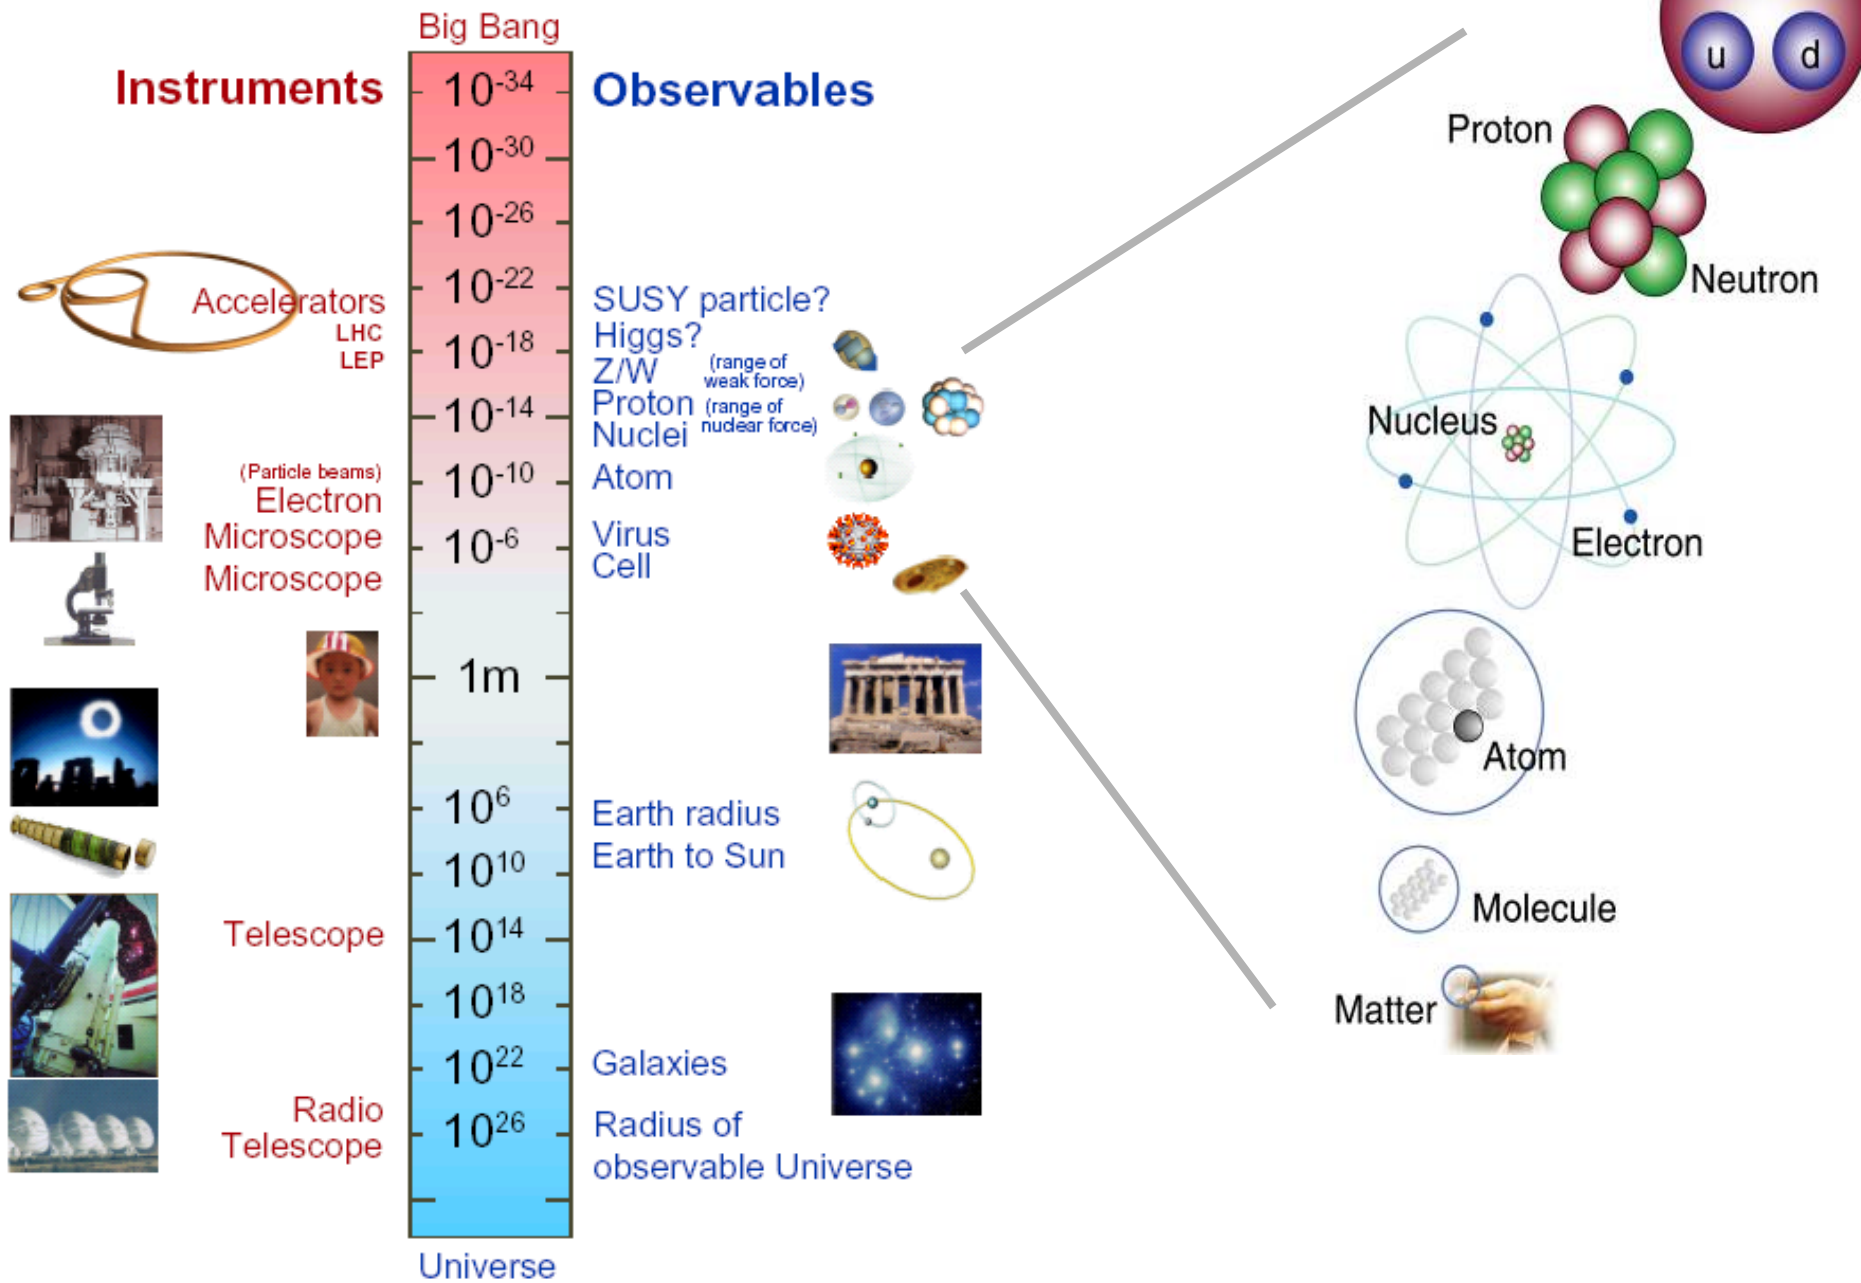 Big Bang
Instruments
Observables
10⁻³⁴
10⁻³⁰
10⁻²⁶
10⁻²²
10⁻¹⁸
10⁻¹⁴
10⁻¹⁰
10⁻⁶
1m
10⁶
10¹⁰
10¹⁴
10¹⁸
10²²
10²⁶
Universe
Accelerators
LHC
LEP
(Particle beams)
Electron
Microscope
Microscope
Telescope
Radio
Telescope
SUSY particle?
Higgs?
Z/W (range of
weak force)
Proton (range of
Nuclei nuclear force)
Atom
Virus
Cell
Earth radius
Earth to Sun
Galaxies
Radius of
observable Universe
u d
Proton
Neutron
Nucleus
Electron
Atom
Molecule
Matter